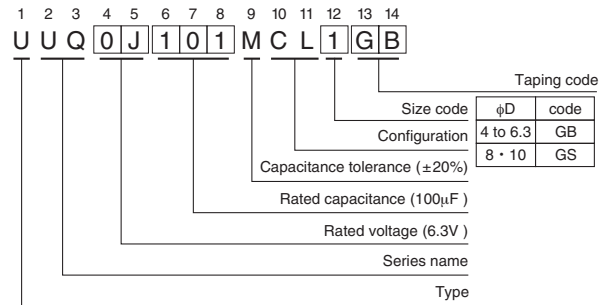 1 2 3 4 5 6 7 8 9 10 11 12 13 14
U U Q 0 J 1 0 1 M C L 1 G B
Taping code
Size code
ϕD code
Configuration
4 to 6.3 GB
8・10 GS
Capacitance tolerance (±20%)
Rated capacitance (100μF )
Rated voltage (6.3V )
Series name
Type